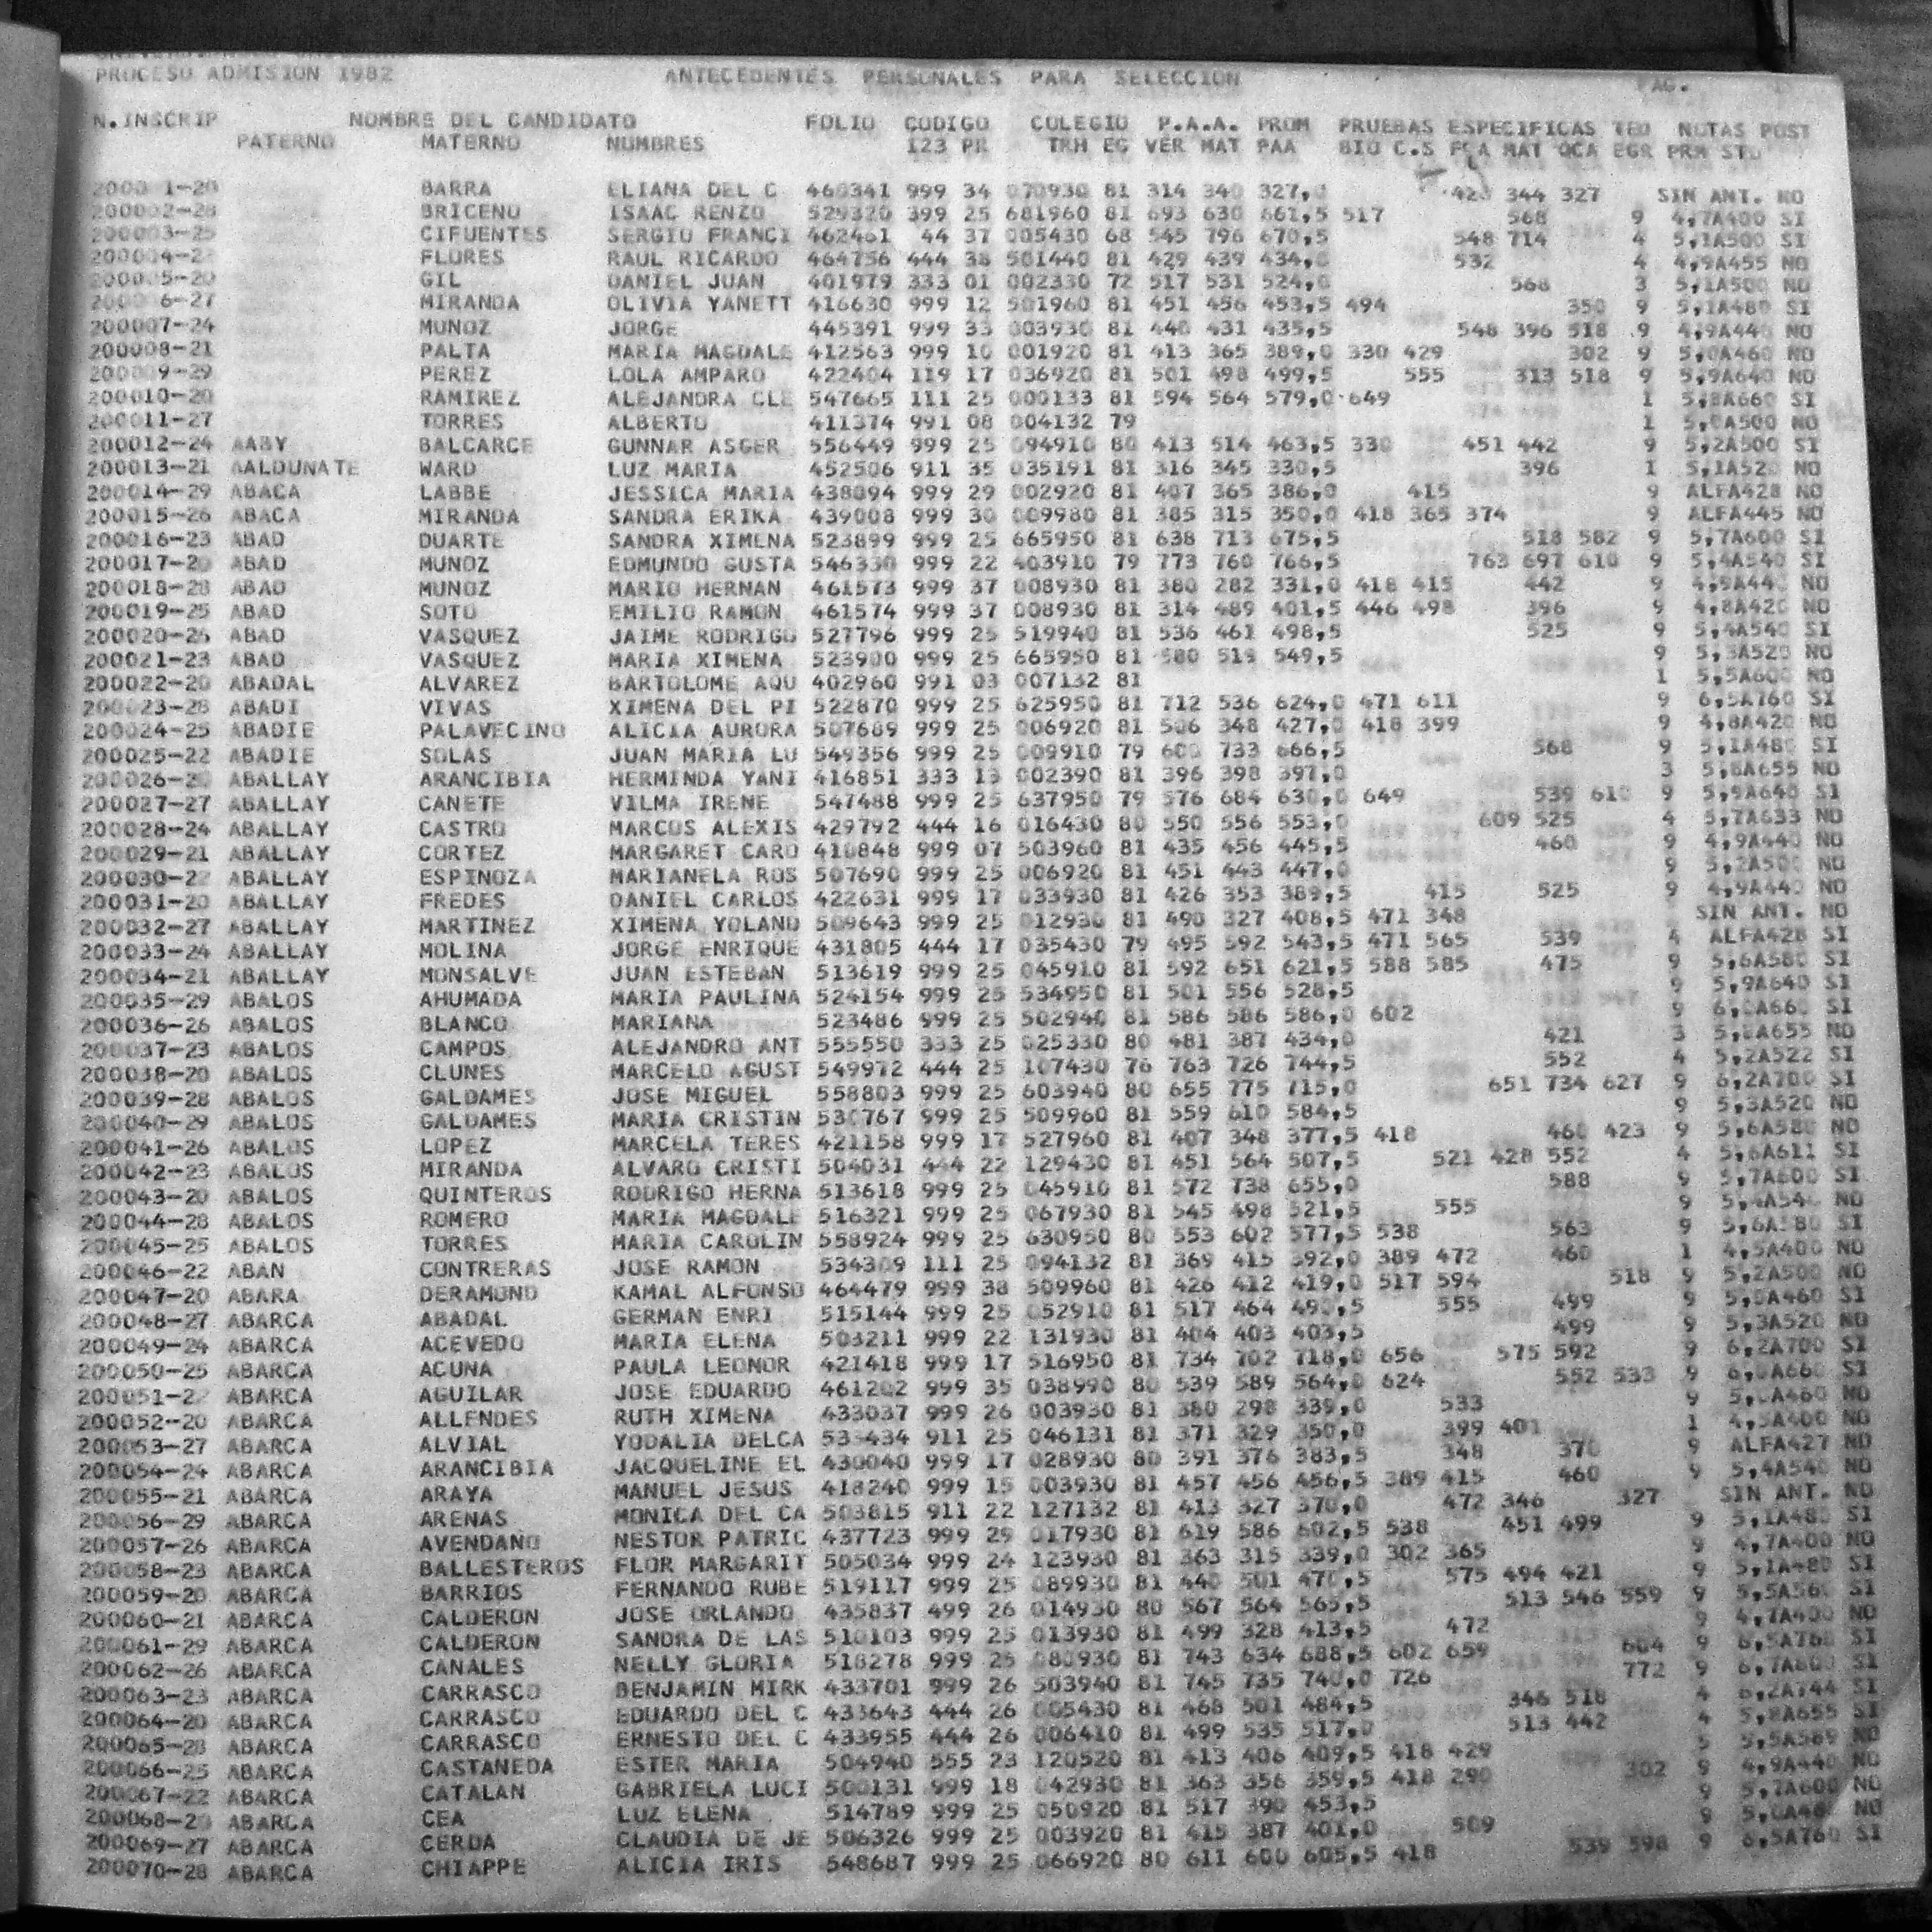 PROCESO ADMISION 1982 ANTECEDENTES PERSONALES PARA SELECCION PAG.
N.INSCRIP NOMBRE DEL CANDIDATO FOLIO CODIGO COLEGIO P.A.A. PROM PRUEBAS ESPECIFICAS TED NOTAS POST
PATERNO MATERNO NOMBRES 123 PR TRH EG VER MAT PAA BIO C.S MAT QCA EGR PRM
BARRA ELIANA DEL C 460341 999 34 070930 81 314 340 327,0 344 327 SIN ANT. NO
200002-28 BRICENO ISAAC RENZO 529320 399 25 681960 81 693 630 661,5 517 568 9 4,7A400 SI
200003-25 CIFUENTES SERGIO FRANCI 462461 44 37 005430 68 545 796 670,5 548 714 4 5,1A500 SI
FLORES RAUL RICARDO 464756 444 38 501440 81 429 439 434,0 532 4 4,9A455 NO
200005-20 GIL DANIEL JUAN 401979 333 01 002330 72 517 531 524,0 568 3 5,1A500 NO
MIRANDA OLIVIA YANETT 416630 999 12 501960 81 451 456 453,5 494 350 9 5,1A480 SI
200007-24 MUNOZ JORGE 445391 999 33 003930 81 440 431 435,5 548 396 518 9 4,9A440 NO
200008-21 PALTA MARIA MAGDALE 412563 999 10 001920 81 413 365 389,0 330 429 302 9 5,0A460 NO
200009-29 PEREZ LOLA AMPARO 422404 119 17 036920 81 501 498 499,5 555 313 518 9 5,9A640 NO
200010-20 RAMIREZ ALEJANDRA CLE 547665 111 25 000133 81 594 564 579,0 649 1 5,8A660 SI
200011-27 TORRES ALBERTO 411374 991 08 004132 79 1 5,0A500 NO
200012-24 AABY BALCARCE GUNNAR ASGER 556449 999 25 094910 80 413 514 463,5 330 451 442 9 5,2A500 SI
200013-21 AALDUNATE WARD LUZ MARIA 452506 911 35 035191 81 316 345 330,5 396 1 5,1A520 NO
200014-29 ABACA LABBE JESSICA MARIA 438094 999 29 002920 81 407 365 386,0 415 9 ALFA428 NO
200015-26 ABACA MIRANDA SANDRA ERIKA 439008 999 30 009980 81 385 315 350,0 418 365 374 9 ALFA445 NO
200016-23 ABAD DUARTE SANDRA XIMENA 523899 999 25 665950 81 638 713 675,5 518 582 9 5,7A600 SI
200017-20 ABAD MUNOZ EDMUNDO GUSTA 546330 999 22 403910 79 773 760 766,5 763 697 610 9 5,4A540 SI
200018-28 ABAD MUNOZ MARIO HERNAN 461573 999 37 008930 81 380 282 331,0 418 415 442 9 4,9A440 NO
200019-25 ABAD SOTO EMILIO RAMON 461574 999 37 008930 81 314 489 401,5 446 498 396 9 4,8A420 NO
200020-26 ABAD VASQUEZ JAIME RODRIGO 527796 999 25 519940 81 536 461 498,5 525 9 5,4A540 SI
200021-23 ABAD VASQUEZ MARIA XIMENA 523900 999 25 665950 81 580 519 549,5 9 5,3A520 NO
200022-20 ABADAL ALVAREZ BARTOLOME AQU 402960 991 03 007132 81 1 5,5A600 NO
200023-28 ABADI VIVAS XIMENA DEL PI 522870 999 25 625950 81 712 536 624,0 471 611 9 6,5A760 SI
200024-25 ABADIE PALAVECINO ALICIA AURORA 507689 999 25 006920 81 506 348 427,0 418 399 9 4,8A420 NO
200025-22 ABADIE SOLAS JUAN MARIA LU 549356 999 25 009910 79 600 733 666,5 568 9 5,1A480 SI
200026-20 ABALLAY ARANCIBIA HERMINDA YANI 416851 333 13 002390 81 396 398 397,0 3 5,8A655 NO
200027-27 ABALLAY CANETE VILMA IRENE 547488 999 25 637950 79 576 684 630,0 649 539 610 9 5,9A640 SI
200028-24 ABALLAY CASTRO MARCOS ALEXIS 429792 444 16 016430 80 550 556 553,0 609 525 4 5,7A633 NO
200029-21 ABALLAY CORTEZ MARGARET CARO 410848 999 07 503960 81 435 456 445,5 460 9 4,9A440 NO
ABALLAY ESPINOZA MARIANELA ROS 507690 999 25 006920 81 451 443 447,0 9 5,2A500 NO
200031-20 ABALLAY FREDES DANIEL CARLOS 422631 999 17 033930 81 426 353 389,5 415 525 9 4,9A440 NO
200032-27 ABALLAY MARTINEZ XIMENA YOLAND 509643 999 25 012930 81 490 327 408,5 471 348 SIN ANT. NO
200033-24 ABALLAY MOLINA JORGE ENRIQUE 431805 444 17 035430 79 495 592 543,5 471 565 539 4 ALFA428 SI
200034-21 ABALLAY MONSALVE JUAN ESTEBAN 513619 999 25 045910 81 592 651 621,5 588 585 475 9 5,6A580 SI
200035-29 ABALOS AHUMADA MARIA PAULINA 524154 999 25 534950 81 501 556 528,5 9 5,9A640 SI
200036-26 ABALOS BLANCO MARIANA 523486 999 25 502940 81 586 586 586,0 602 9 6,0A660 SI
200037-23 ABALOS CAMPOS ALEJANDRO ANT 555550 333 25 025330 80 481 387 434,0 421 3 5,8A655 NO
200038-20 ABALOS CLUNES MARCELO AGUST 549972 444 25 107430 76 763 726 744,5 552 4 5,2A522 SI
200039-28 ABALOS GALDAMES JOSE MIGUEL 558803 999 25 603940 80 655 775 715,0 651 734 627 9 6,2A700 SI
200040-29 ABALOS GALDAMES MARIA CRISTIN 530767 999 25 509960 81 559 610 584,5 9 5,3A520 NO
200041-26 ABALOS LOPEZ MARCELA TERES 421158 999 17 527960 81 407 348 377,5 418 460 423 9 5,6A580 NO
200042-23 ABALOS MIRANDA ALVARO CRISTI 504031 444 22 129430 81 451 564 507,5 521 428 552 4 5,6A611 SI
200043-20 ABALOS QUINTEROS RODRIGO HERNA 513618 999 25 045910 81 572 738 655,0 588 9 5,7A600 SI
200044-28 ABALOS ROMERO MARIA MAGDALE 516321 999 25 067930 81 545 498 521,5 555 9 5,4A540 NO
200045-25 ABALOS TORRES MARIA CAROLIN 558924 999 25 630950 80 553 602 577,5 538 563 9 5,6A580 SI
200046-22 ABAN CONTRERAS JOSE RAMON 534309 111 25 094132 81 369 415 392,0 389 472 460 1 4,5A400 NO
200047-20 ABARA DERAMOND KAMAL ALFONSO 464479 999 38 509960 81 426 412 419,0 517 594 518 9 5,2A500 NO
200048-27 ABARCA ABADAL GERMAN ENRI 515144 999 25 052910 81 517 464 490,5 555 499 9 5,0A460 SI
200049-24 ABARCA ACEVEDO MARIA ELENA 503211 999 22 131930 81 404 403 403,5 499 9 5,3A520 NO
200050-25 ABARCA ACUNA PAULA LEONOR 421418 999 17 516950 81 734 702 718,0 656 575 592 9 6,2A700 SI
ABARCA AGUILAR JOSE EDUARDO 461202 999 35 038990 80 539 589 564,0 624 552 533 9 6,0A660 SI
200052-20 ABARCA ALLENDES RUTH XIMENA 433037 999 26 003930 81 380 298 339,0 533 9 5,0A460 NO
200053-27 ABARCA ALVIAL YODALIA DELCA 911 25 046131 81 371 329 350,0 399 401 1 4,5A400 NO
200054-24 ABARCA ARANCIBIA JACQUELINE EL 430040 999 17 028930 80 391 376 383,5 348 370 9 ALFA427 NO
200055-21 ABARCA ARAYA MANUEL JESUS 418240 999 15 003930 81 457 456 456,5 389 415 460 9 5,4A540 NO
200056-29 ABARCA ARENAS MONICA DEL CA 503815 911 22 127132 81 413 327 370,0 472 346 327 SIN ANT. NO
200057-26 ABARCA AVENDANO NESTOR PATRIC 437723 999 29 017930 81 619 586 602,5 538 451 499 9 5,1A480 SI
200058-23 ABARCA BALLESTEROS FLOR MARGARIT 505034 999 24 123930 81 363 315 339,0 302 365 9 4,7A400 NO
200059-20 ABARCA BARRIOS FERNANDO RUBE 519117 999 25 089930 81 440 501 470,5 575 494 421 9 5,1A480 SI
200060-21 ABARCA CALDERON JOSE ORLANDO 435837 499 26 014930 80 567 564 565,5 513 546 559 9 5,5A560 SI
200061-29 ABARCA CALDERON SANDRA DE LAS 510103 999 25 013930 81 499 328 413,5 472 9 4,7A400 NO
200062-26 ABARCA CANALES NELLY GLORIA 518278 999 25 080930 81 743 634 688,5 602 659 604 9 6,5A760 SI
200063-23 ABARCA CARRASCO BENJAMIN MIRK 433701 999 26 503940 81 745 735 740,0 726 772 9 6,7A800 SI
200064-20 ABARCA CARRASCO EDUARDO DEL C 433643 444 26 005430 81 468 501 484,5 346 518 4 6,2A744 SI
200065-28 ABARCA CARRASCO ERNESTO DEL C 433955 444 26 006410 81 499 535 517,0 513 442 4 5,8A655 SI
200066-25 ABARCA CASTANEDA ESTER MARIA 504940 555 23 120520 81 413 406 409,5 418 429 5 5,5A589 NO
200067-22 ABARCA CATALAN GABRIELA LUCI 500131 999 18 042930 81 363 356 359,5 418 290 302 9 4,9A440 NO
200068-20 ABARCA CEA LUZ ELENA 514789 999 25 050920 81 517 390 453,5 9 5,7A600 NO
200069-27 ABARCA CERDA CLAUDIA DE JE 506326 999 25 003920 81 415 387 401,0 509 9 NO
200070-28 ABARCA CHIAPPE ALICIA IRIS 548687 999 25 066920 80 611 600 605,5 418 539 598 9 6,5A760 SI